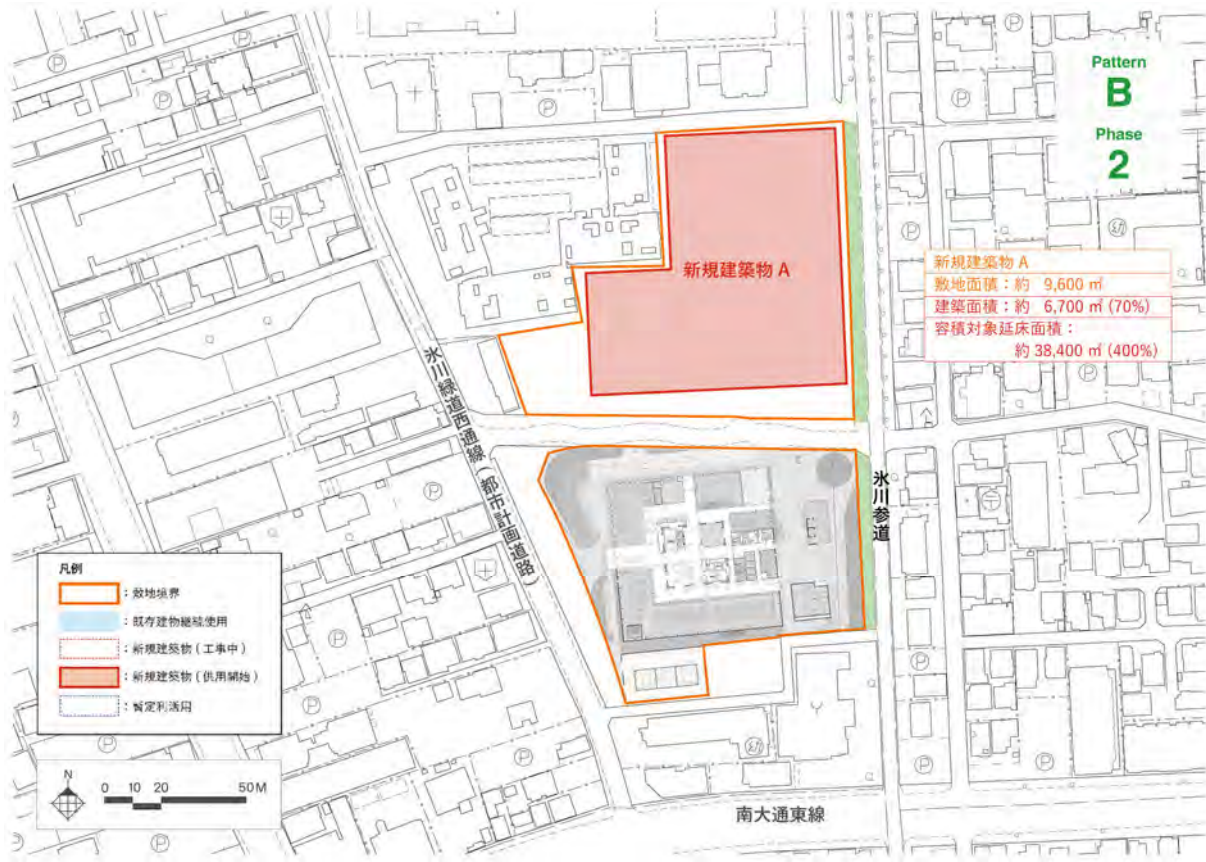 Pattern
B
Phase
2
新規建築物 A
新規建築物 A
敷地面積：約 9,600 ㎡
建築面積：約 6,700 ㎡ (70%)
容積対象延床面積：
約 38,400 ㎡ (400%)
氷川緑道西通線（都市計画道路）
氷川参道
凡例
：敷地境界
：既存建物継続使用
：新規建築物 ( 工事中 )
：新規建築物 ( 供用開始 )
：暫定利活用
N
0 10 20 50M
南大通東線
P
P
P
P
P
P
P
P
P
P
P
P
P
幼
幼